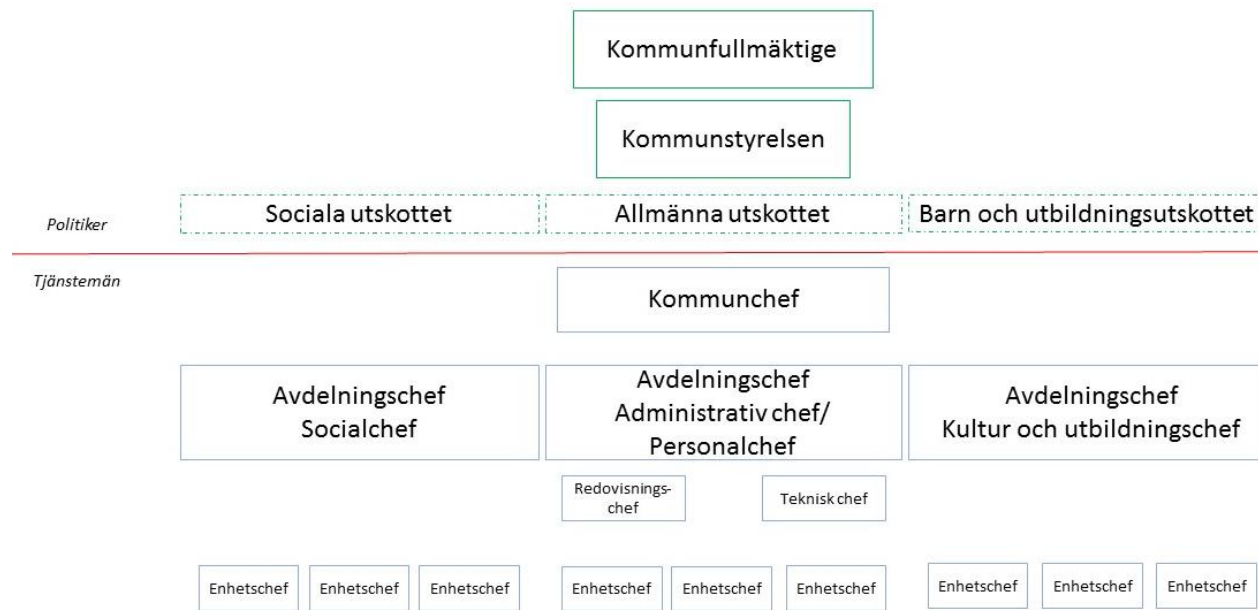 Kommunfullmäktige
Kommunstyrelsen
Politiker
Sociala utskottet
Allmänna utskottet
Barn och utbildningsutskottet
Tjänstemän
Kommunchef
Avdelningschef
Socialchef
Avdelningschef
Administrativ chef/
Personalchef
Avdelningschef
Kultur och utbildningschef
Redovisnings-
chef
Teknisk chef
Enhetschef
Enhetschef
Enhetschef
Enhetschef
Enhetschef
Enhetschef
Enhetschef
Enhetschef
Enhetschef